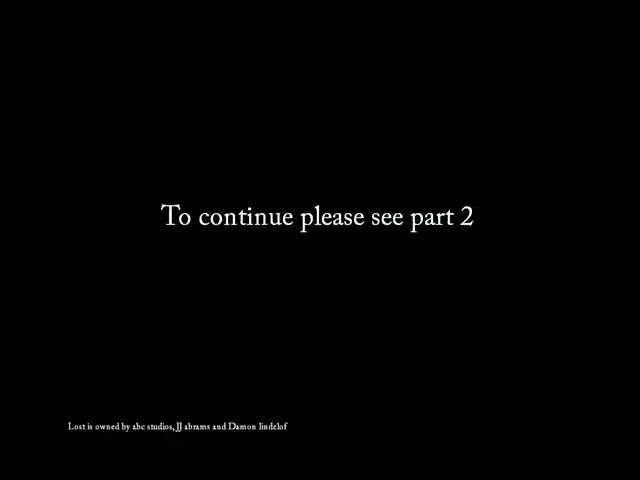 To continue please see part 2
Lost is owned by abc studios, JJ abrams and Damon lindelof